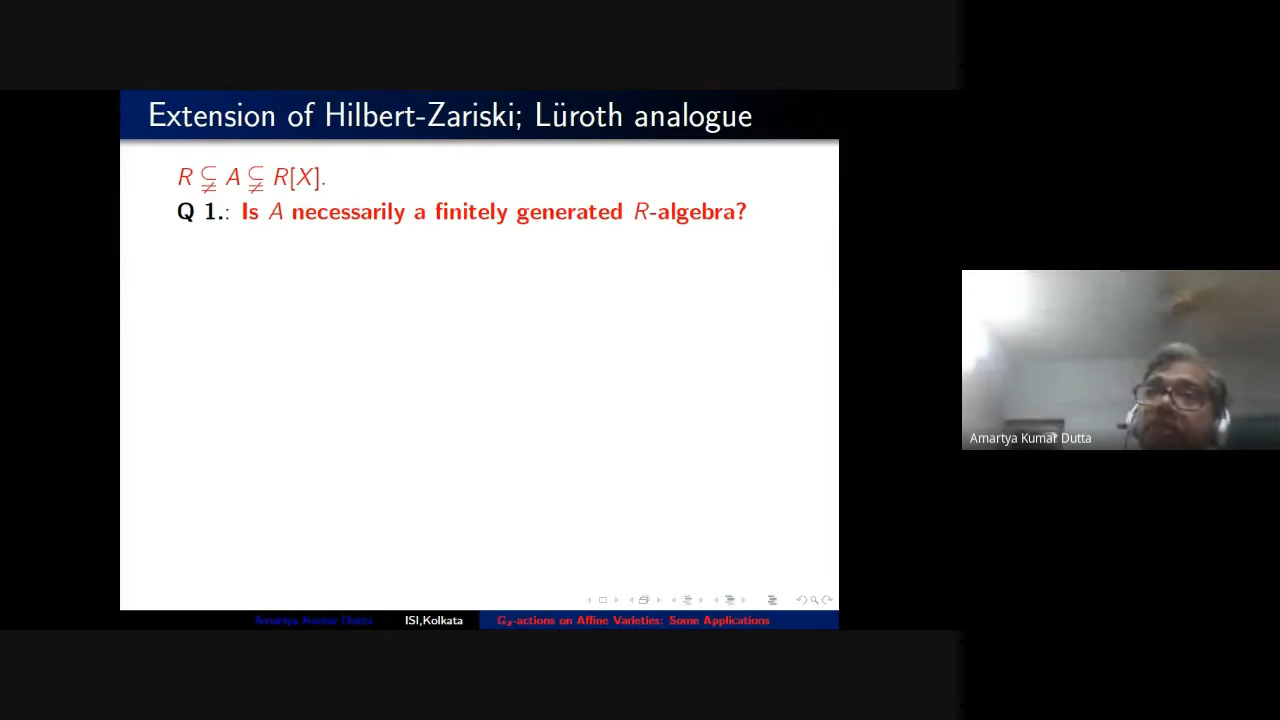 Extension of Hilbert-Zariski; Lüroth analogue
R ⫋ A ⫋ R[X].
Q 1.: Is A necessarily a finitely generated R-algebra?
Amartya Kumar Dutta
Amartya Kumar Dutta ISI,Kolkata G_a-actions on Affine Varieties: Some Applications